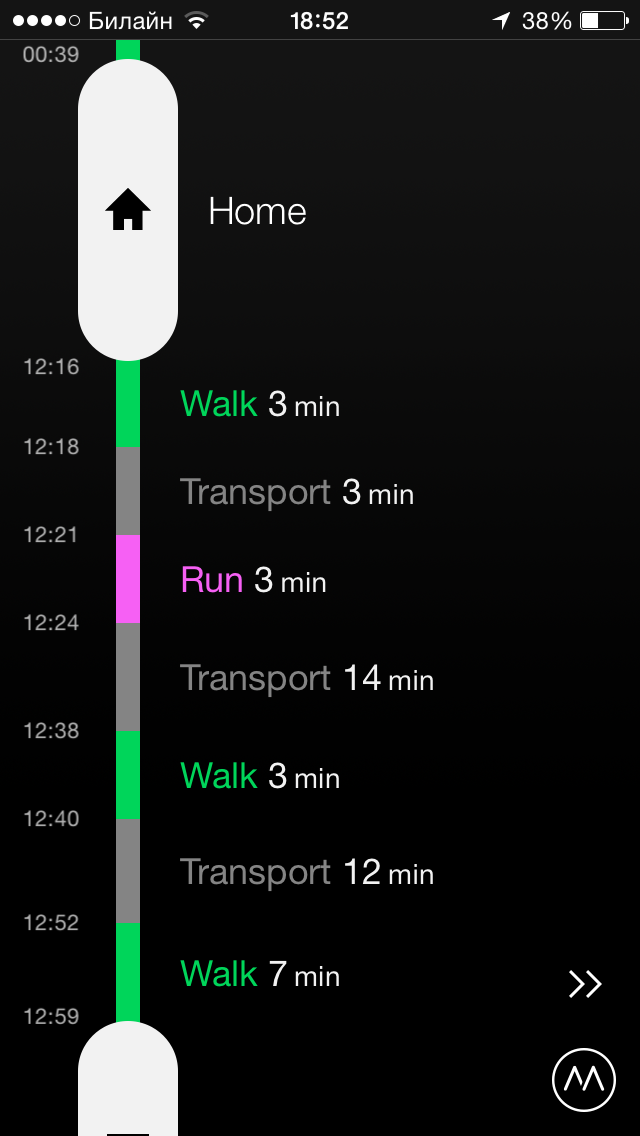 Билайн 18:52 38%
00:39
Home
12:16
Walk 3 min
12:18
Transport 3 min
12:21
Run 3 min
12:24
Transport 14 min
12:38
Walk 3 min
12:40
Transport 12 min
12:52
Walk 7 min
12:59